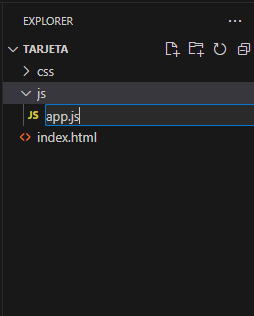 EXPLORER
TARJETA
css
js
JS app.js
<> index.html